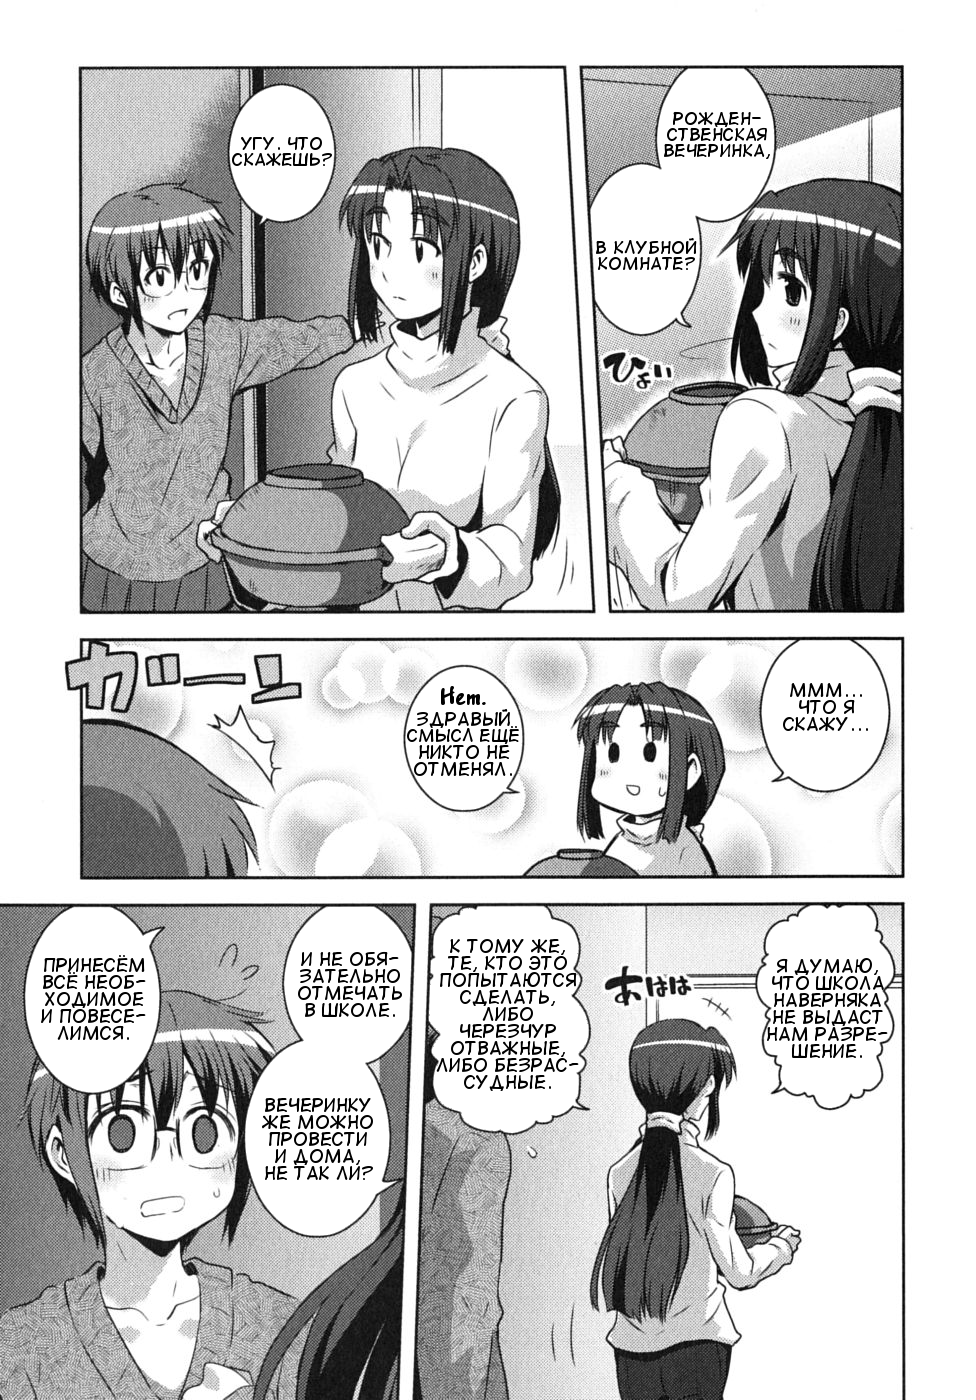 РОЖДЕН-
СТВЕНСКАЯ
ВЕЧЕРИНКА,
В КЛУБНОЙ
КОМНАТЕ?
ひょい
УГУ. ЧТО
СКАЖЕШЬ?
МММ...
ЧТО Я
СКАЖУ...
Нет.
ЗДРАВЫЙ
СМЫСЛ ЕЩЁ
НИКТО НЕ
ОТМЕНЯЛ.
ガーン
Я ДУМАЮ,
ЧТО ШКОЛА
НАВЕРНЯКА
НЕ ВЫДАСТ
НАМ РАЗРЕ-
ШЕНИЕ.
あははは
К ТОМУ ЖЕ,
ТЕ, КТО ЭТО
ПОПЫТАЮТСЯ
СДЕЛАТЬ,
ЛИБО
ЧЕРЕЗЧУР
ОТВАЖНЫЕ,
ЛИБО БЕЗРАС-
СУДНЫЕ.
И НЕ ОБЯ-
ЗАТЕЛЬНО
ОТМЕЧАТЬ
В ШКОЛЕ.
ВЕЧЕРИНКУ
ЖЕ МОЖНО
ПРОВЕСТИ
И ДОМА,
НЕ ТАК ЛИ?
ПРИНЕСЁМ
ВСЁ НЕОБ-
ХОДИМОЕ
И ПОВЕСЕ-
ЛИМСЯ.